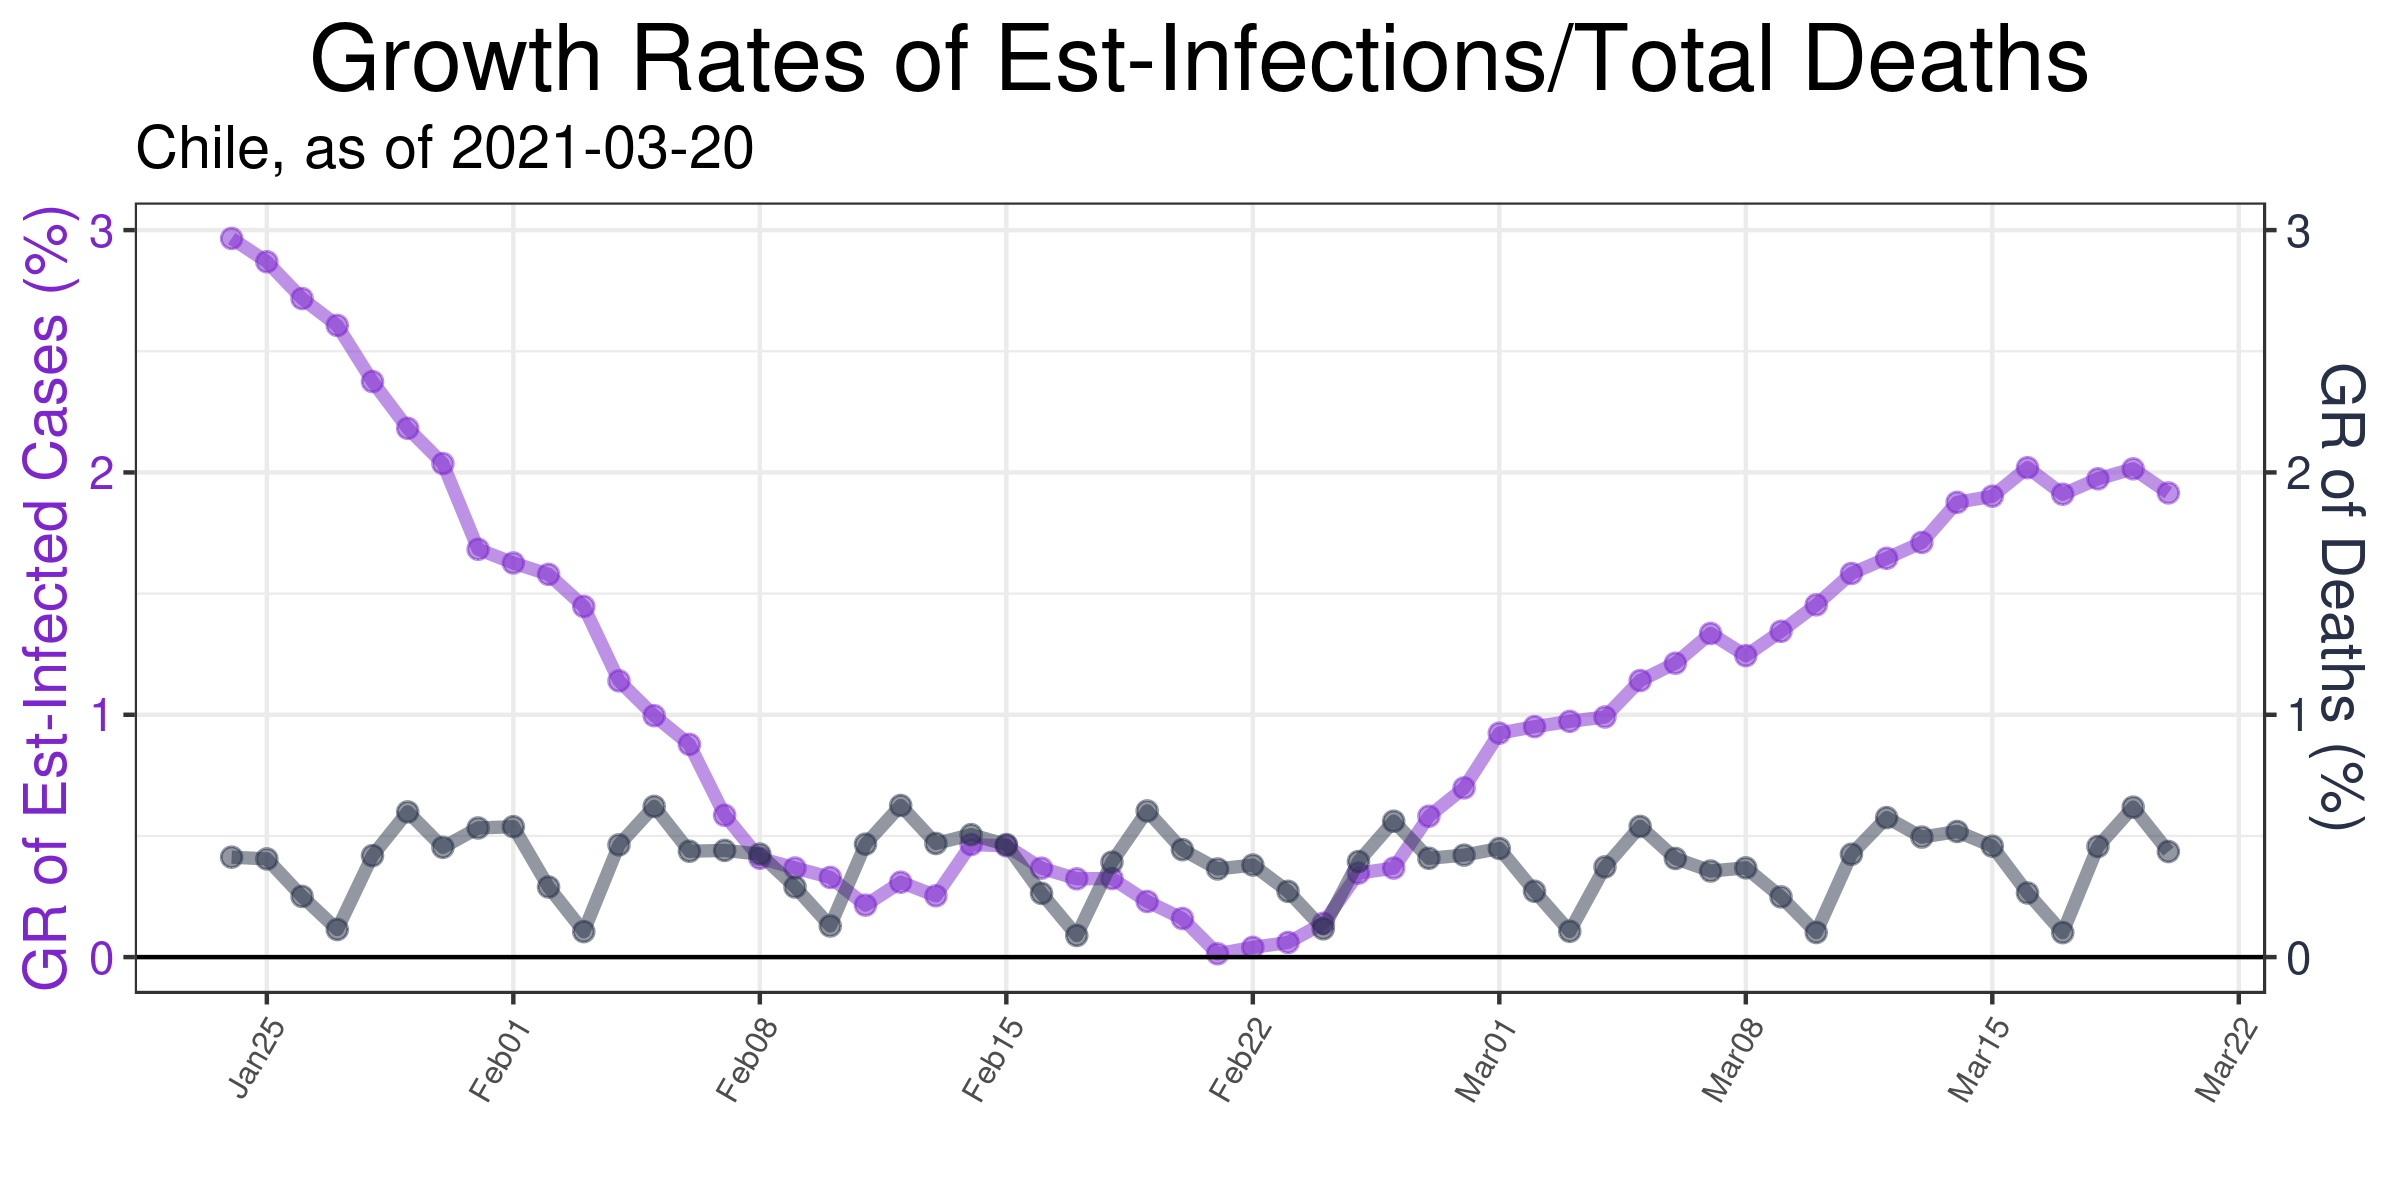 Growth Rates of Est-Infections/Total Deaths
Chile, as of 2021-03-20
GR of Est-Infected Cases (%)
3
2
1
0
3
2
1
0
GR of Deaths (%)
Jan25
Feb01
Feb08
Feb15
Feb22
Mar01
Mar08
Mar15
Mar22